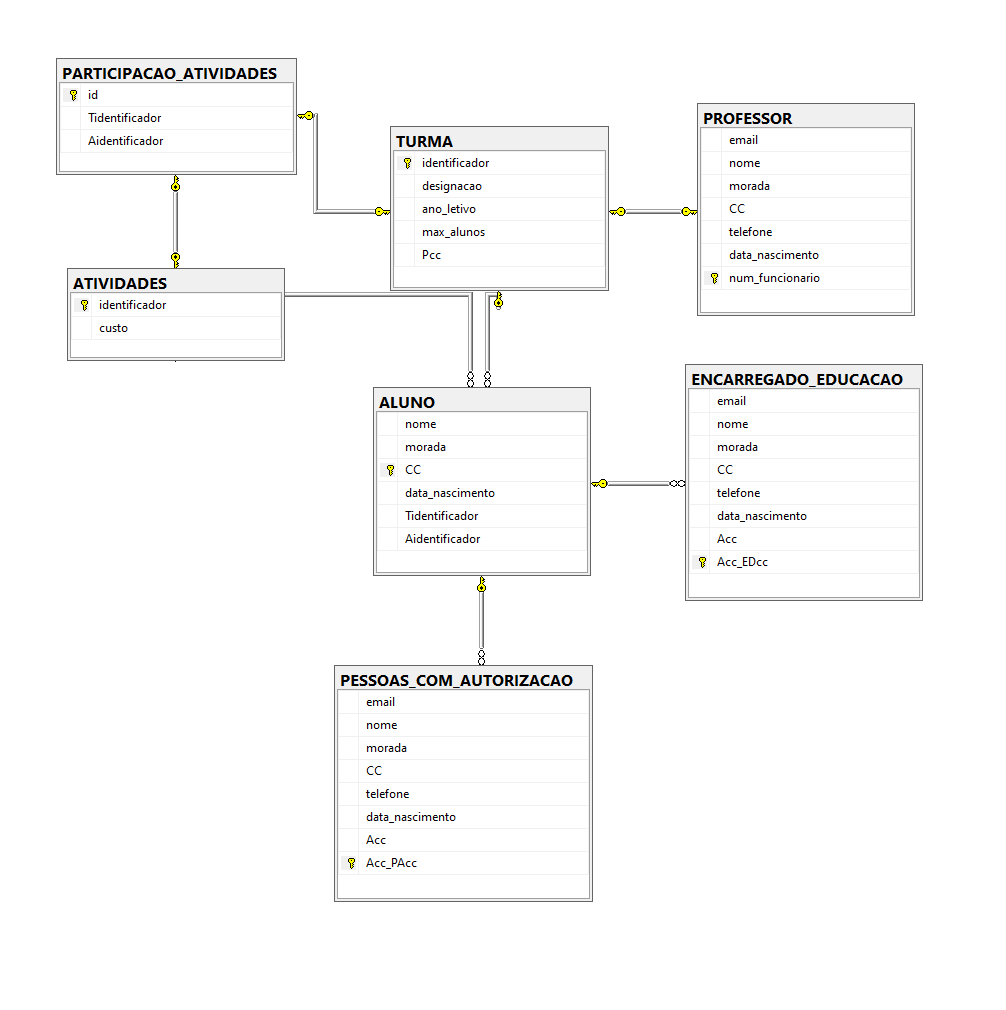 PARTICIPACAO_ATIVIDADES
id
Tidentificador
Aidentificador
TURMA
identificador
designacao
ano_letivo
max_alunos
Pcc
PROFESSOR
email
nome
morada
CC
telefone
data_nascimento
num_funcionario
ATIVIDADES
identificador
custo
ALUNO
nome
morada
CC
data_nascimento
Tidentificador
Aidentificador
ENCARREGADO_EDUCACAO
email
nome
morada
CC
telefone
data_nascimento
Acc
Acc_EDcc
PESSOAS_COM_AUTORIZACAO
email
nome
morada
CC
telefone
data_nascimento
Acc
Acc_PAcc